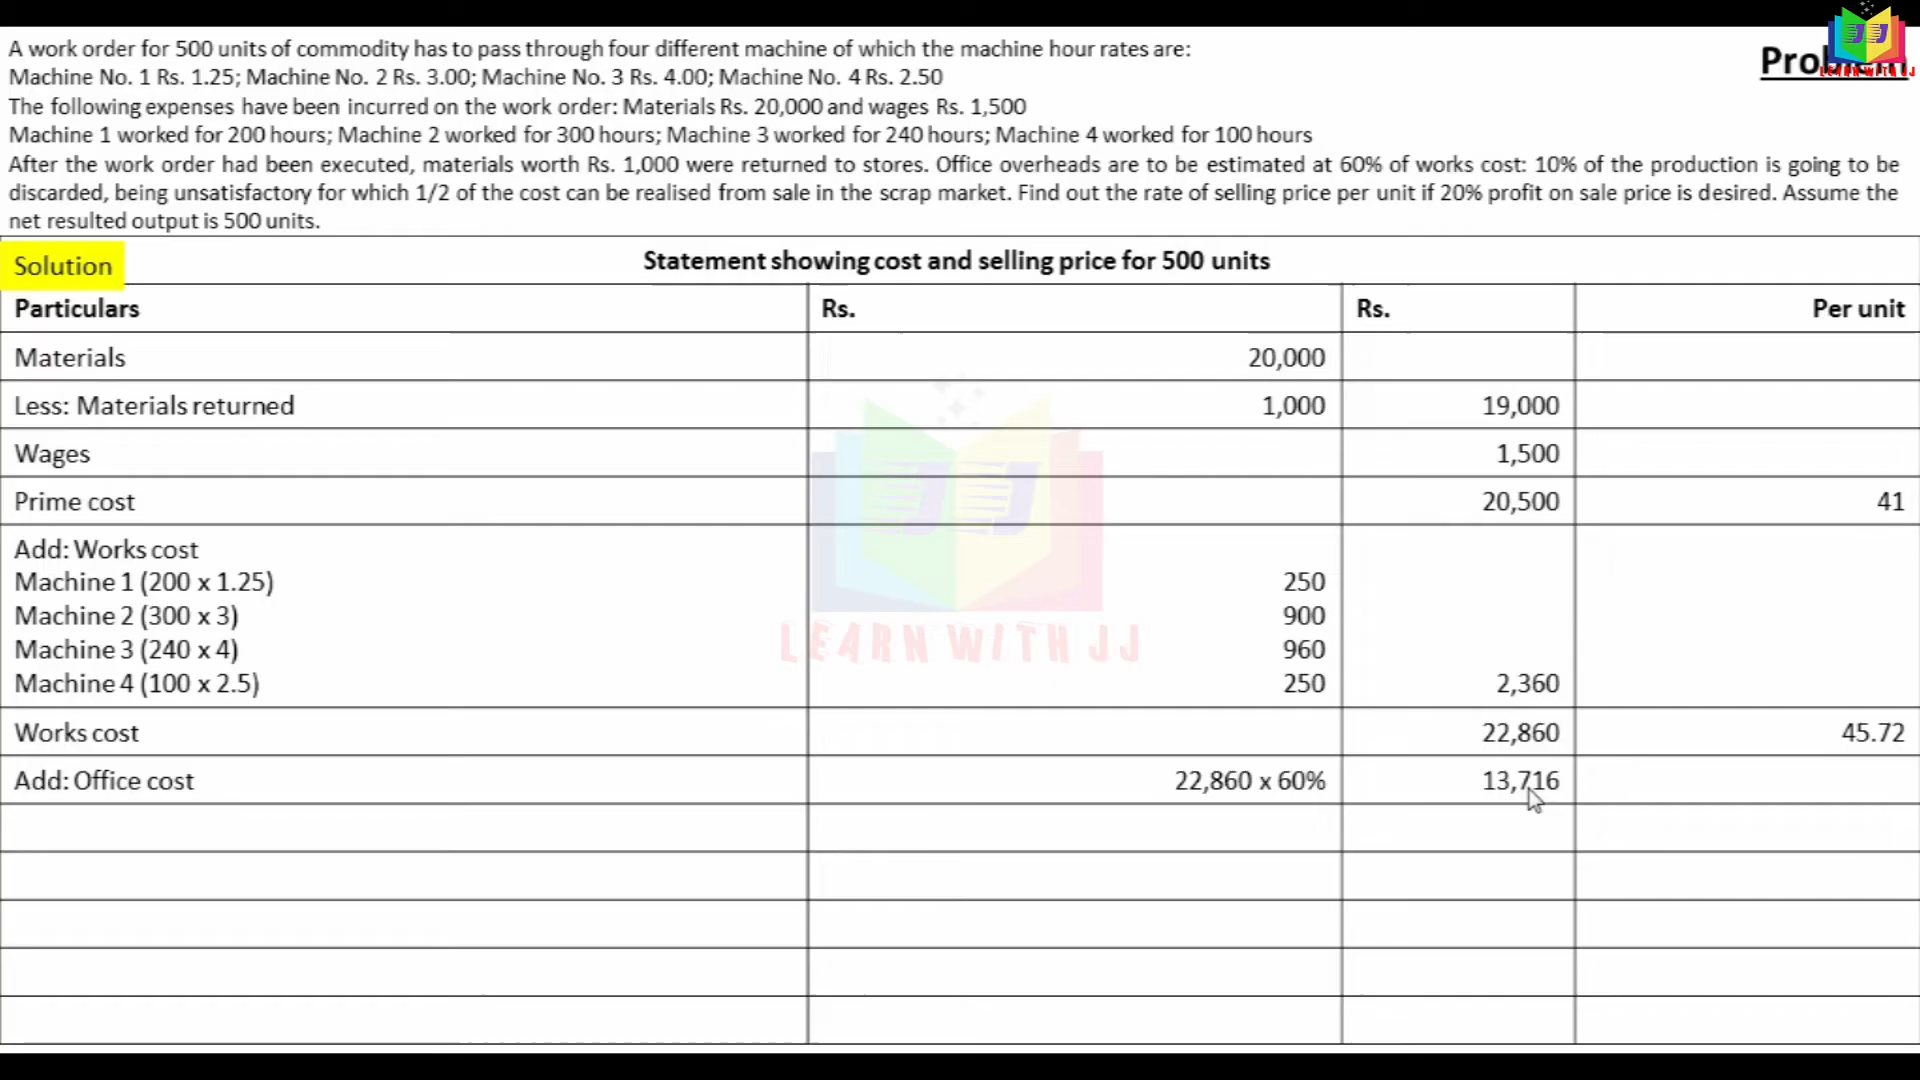 A work order for 500 units of commodity has to pass through four different machine of which the machine hour rates are:
Machine No. 1 Rs. 1.25; Machine No. 2 Rs. 3.00; Machine No. 3 Rs. 4.00; Machine No. 4 Rs. 2.50
The following expenses have been incurred on the work order: Materials Rs. 20,000 and wages Rs. 1,500
Machine 1 worked for 200 hours; Machine 2 worked for 300 hours; Machine 3 worked for 240 hours; Machine 4 worked for 100 hours
After the work order had been executed, materials worth Rs. 1,000 were returned to stores. Office overheads are to be estimated at 60% of works cost: 10% of the production is going to be
discarded, being unsatisfactory for which 1/2 of the cost can be realised from sale in the scrap market. Find out the rate of selling price per unit if 20% profit on sale price is desired. Assume the
net resulted output is 500 units.
Problem
JJ
LEARN WITH JJ
Solution
Statement showing cost and selling price for 500 units
Particulars Rs. Rs. Per unit
Materials 20,000
Less: Materials returned 1,000 19,000
Wages 1,500
Prime cost 20,500 41
Add: Works cost
Machine 1 (200 x 1.25) 250
Machine 2 (300 x 3) 900
Machine 3 (240 x 4) 960
Machine 4 (100 x 2.5) 250 2,360
Works cost 22,860 45.72
Add: Office cost 22,860 x 60% 13,716
JJ
LEARN WITH JJ